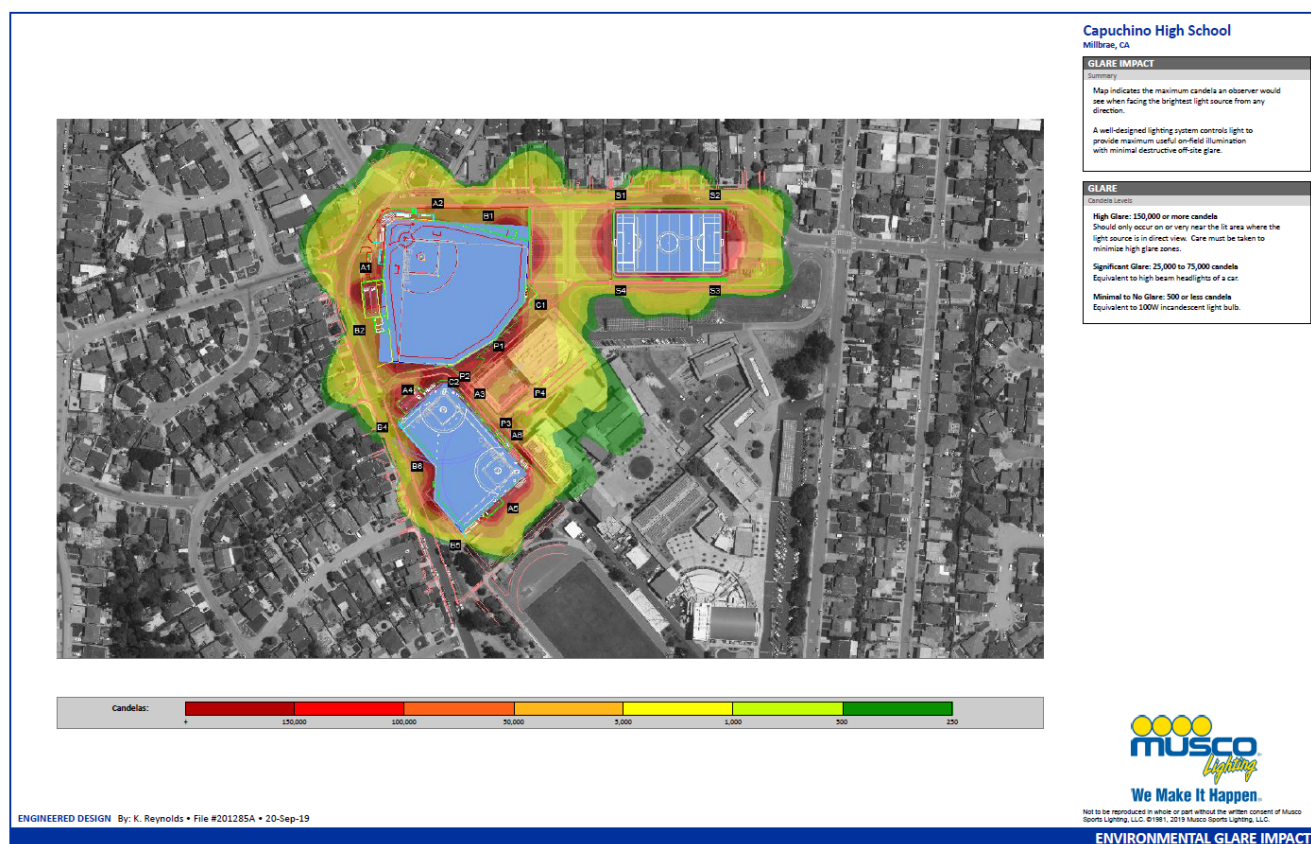 Capuchino High School
Millbrae, CA
GLARE IMPACT
Summary
Map indicates the maximum candela an observer would
see when facing the brightest light source from any
direction.
A well-designed lighting system controls light to
provide maximum useful on-field illumination
with minimal destructive off-site glare.
GLARE
Candela Levels
High Glare: 150,000 or more candela
Should only occur on or very near the lit area where the
light source is in direct view. Care must be taken to
minimize high glare zones.
Significant Glare: 25,000 to 75,000 candela
Equivalent to high beam headlights of a car.
Minimal to No Glare: 500 or less candela
Equivalent to 100W incandescent light bulb.
S1 S2
A2
B1
A1
S4 S3
C1
B2
P1
P2
C2
A4 A3 P4
P3
B4
A6
B6
A5
B5
Candelas:
+ 150,000 100,000 50,000 5,000 1,000 500 250
musco
Lighting
We Make It Happen.
Not to be reproduced in whole or part without the written consent of Musco
Sports Lighting, LLC. ©1981, 2019 Musco Sports Lighting, LLC.
ENGINEERED DESIGN By: K. Reynolds • File #201285A • 20-Sep-19
ENVIRONMENTAL GLARE IMPACT